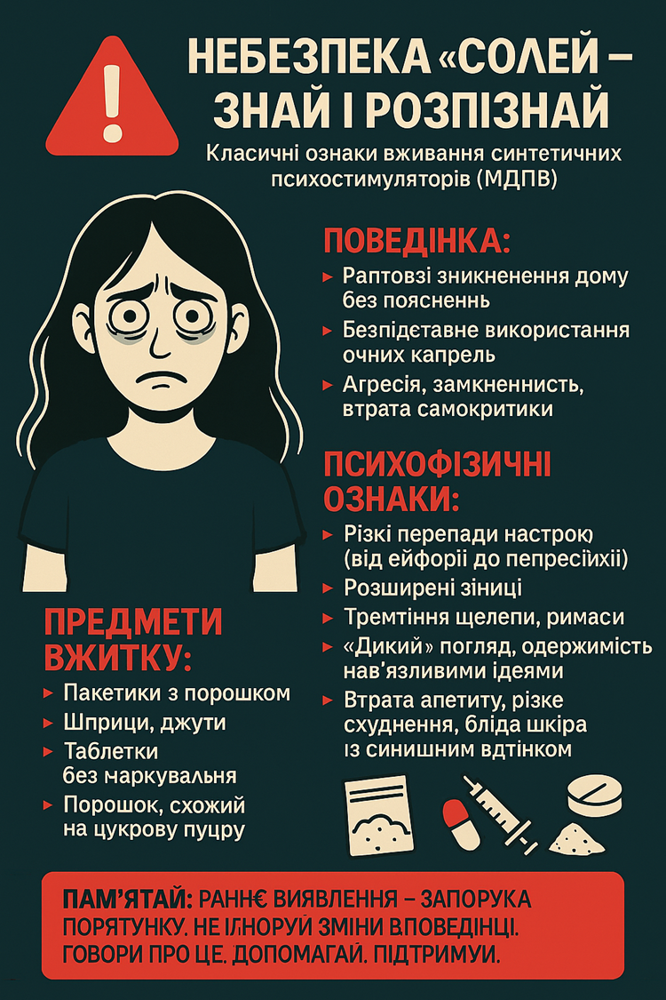 НЕБЕЗПЕКА «СОЛЕЙ –
ЗНАЙ І РОЗПІЗНАЙ
Класичні ознаки вживання синтетичних
психостимуляторів (МДПВ)
ПОВЕДІНКА:
▸ Раптовзі зникненення дому
без поясненнь
▸ Безпідєтавне використання
очних капрель
▸ Агресія, замкненнисть,
втрата самокритики
ПСИХОФІЗИЧНІ
ОЗНАКИ:
▸ Різкі перепади настрою
(від ейфорії до пепресіїихії)
▸ Розширені зіниці
▸ Тремтіння щелепи, римаси
▸ «Дикий» погляд, одержимість
нав'язливими ідеями
▸ Втрата апетиту, різке
схуднення, бліда шкіра
із синишним вдтінком
ПРЕДМЕТИ
ВЖИТКУ:
▸ Пакетики з порошком
▸ Шприци, джути
▸ Таблетки
без маркувальня
▸ Порошок, схожий
на цукрову пуцру
ПАМ'ЯТАЙ: РАННЄ ВИЯВЛЕННЯ – ЗАПОРУКА
ПОРЯТУНКУ. НЕ ІГНОРУЙ ЗМІНИ В ПОВЕДІНЦІ.
ГОВОРИ ПРО ЦЕ. ДОПОМАГАЙ. ПІДТРИМУИ.